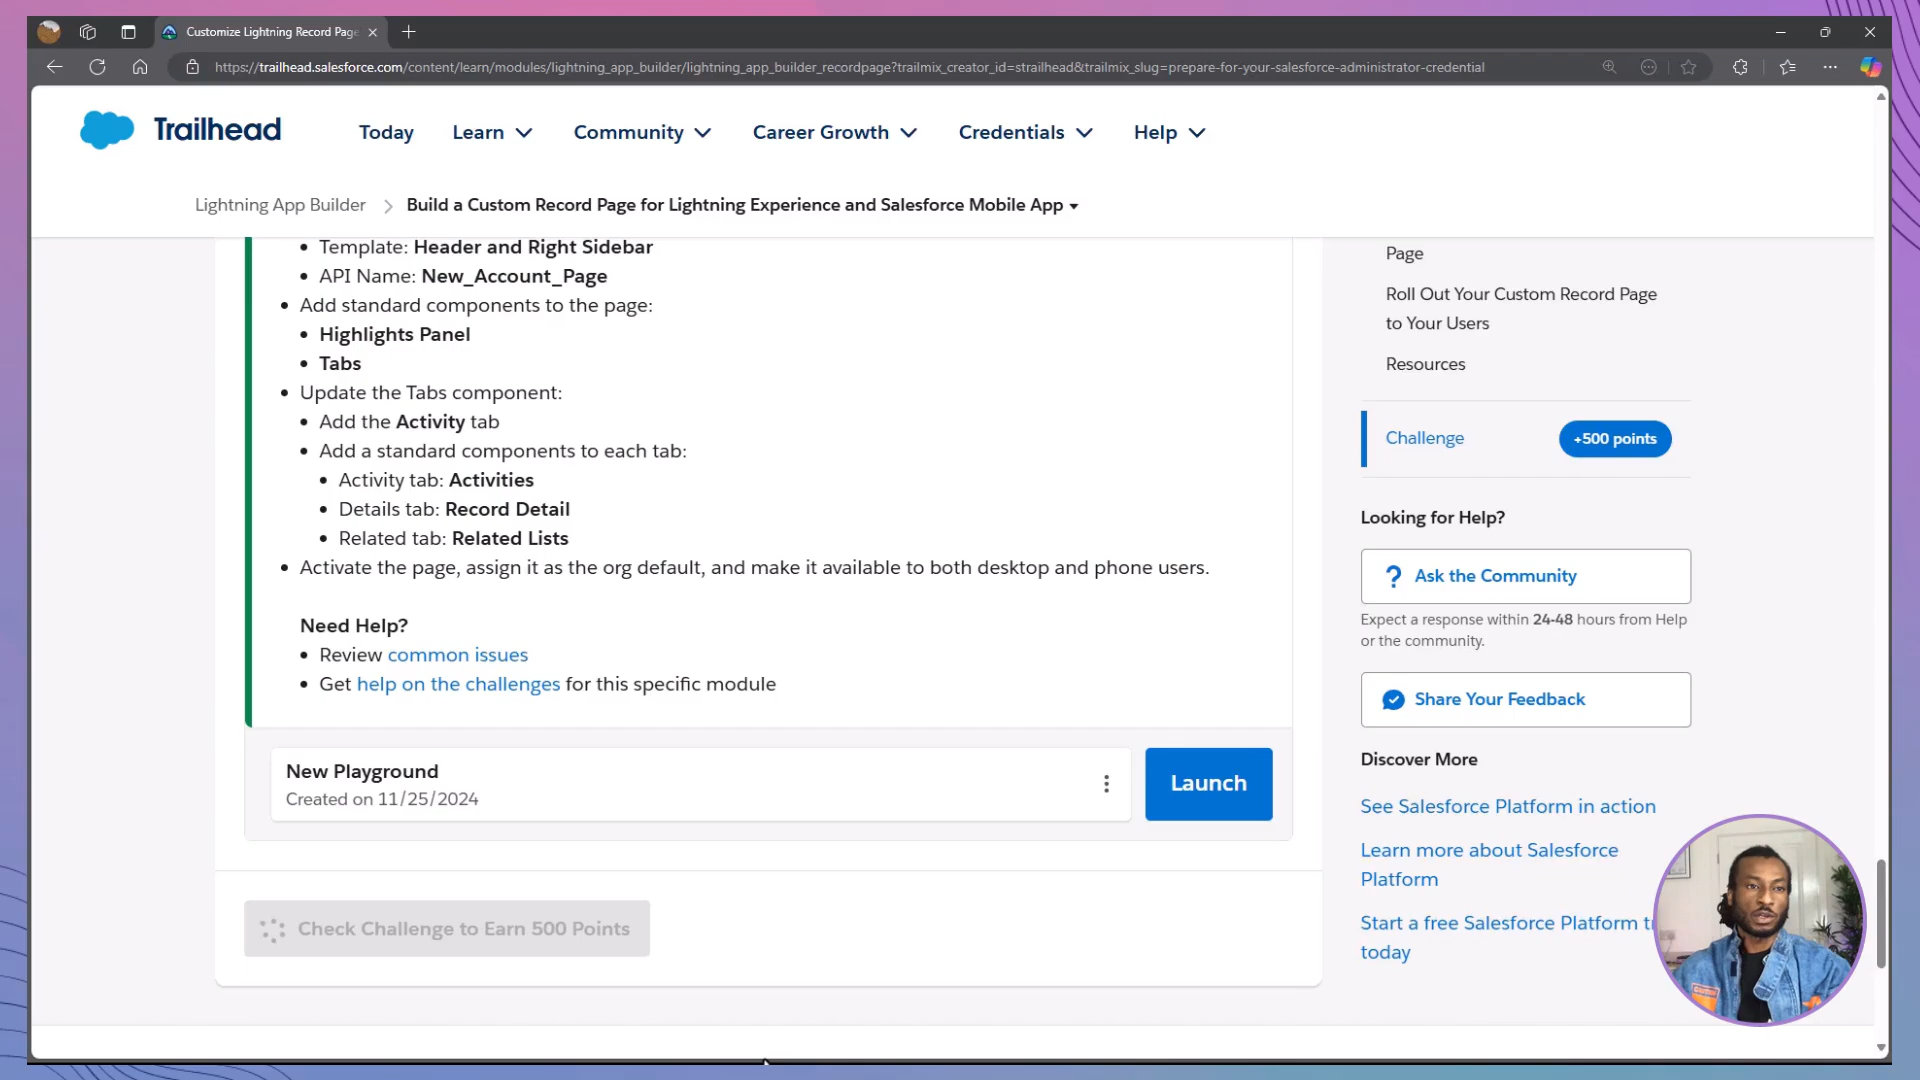 Customize Lightning Record Page
https://trailhead.salesforce.com/content/learn/modules/lightning_app_builder/lightning_app_builder_recordpage?trailmix_creator_id=strailhead&trailmix_slug=prepare-for-your-salesforce-administrator-credential
Trailhead
Today
Learn
Community
Career Growth
Credentials
Help
Lightning App Builder
Build a Custom Record Page for Lightning Experience and Salesforce Mobile App
Template: Header and Right Sidebar
API Name: New_Account_Page
Add standard components to the page:
Highlights Panel
Tabs
Update the Tabs component:
Add the Activity tab
Add a standard components to each tab:
Activity tab: Activities
Details tab: Record Detail
Related tab: Related Lists
Activate the page, assign it as the org default, and make it available to both desktop and phone users.
Need Help?
Review common issues
Get help on the challenges for this specific module
New Playground
Created on 11/25/2024
Launch
Check Challenge to Earn 500 Points
Page
Roll Out Your Custom Record Page
to Your Users
Resources
Challenge
+500 points
Looking for Help?
Ask the Community
Expect a response within 24-48 hours from Help
or the community.
Share Your Feedback
Discover More
See Salesforce Platform in action
Learn more about Salesforce
Platform
Start a free Salesforce Platform
today